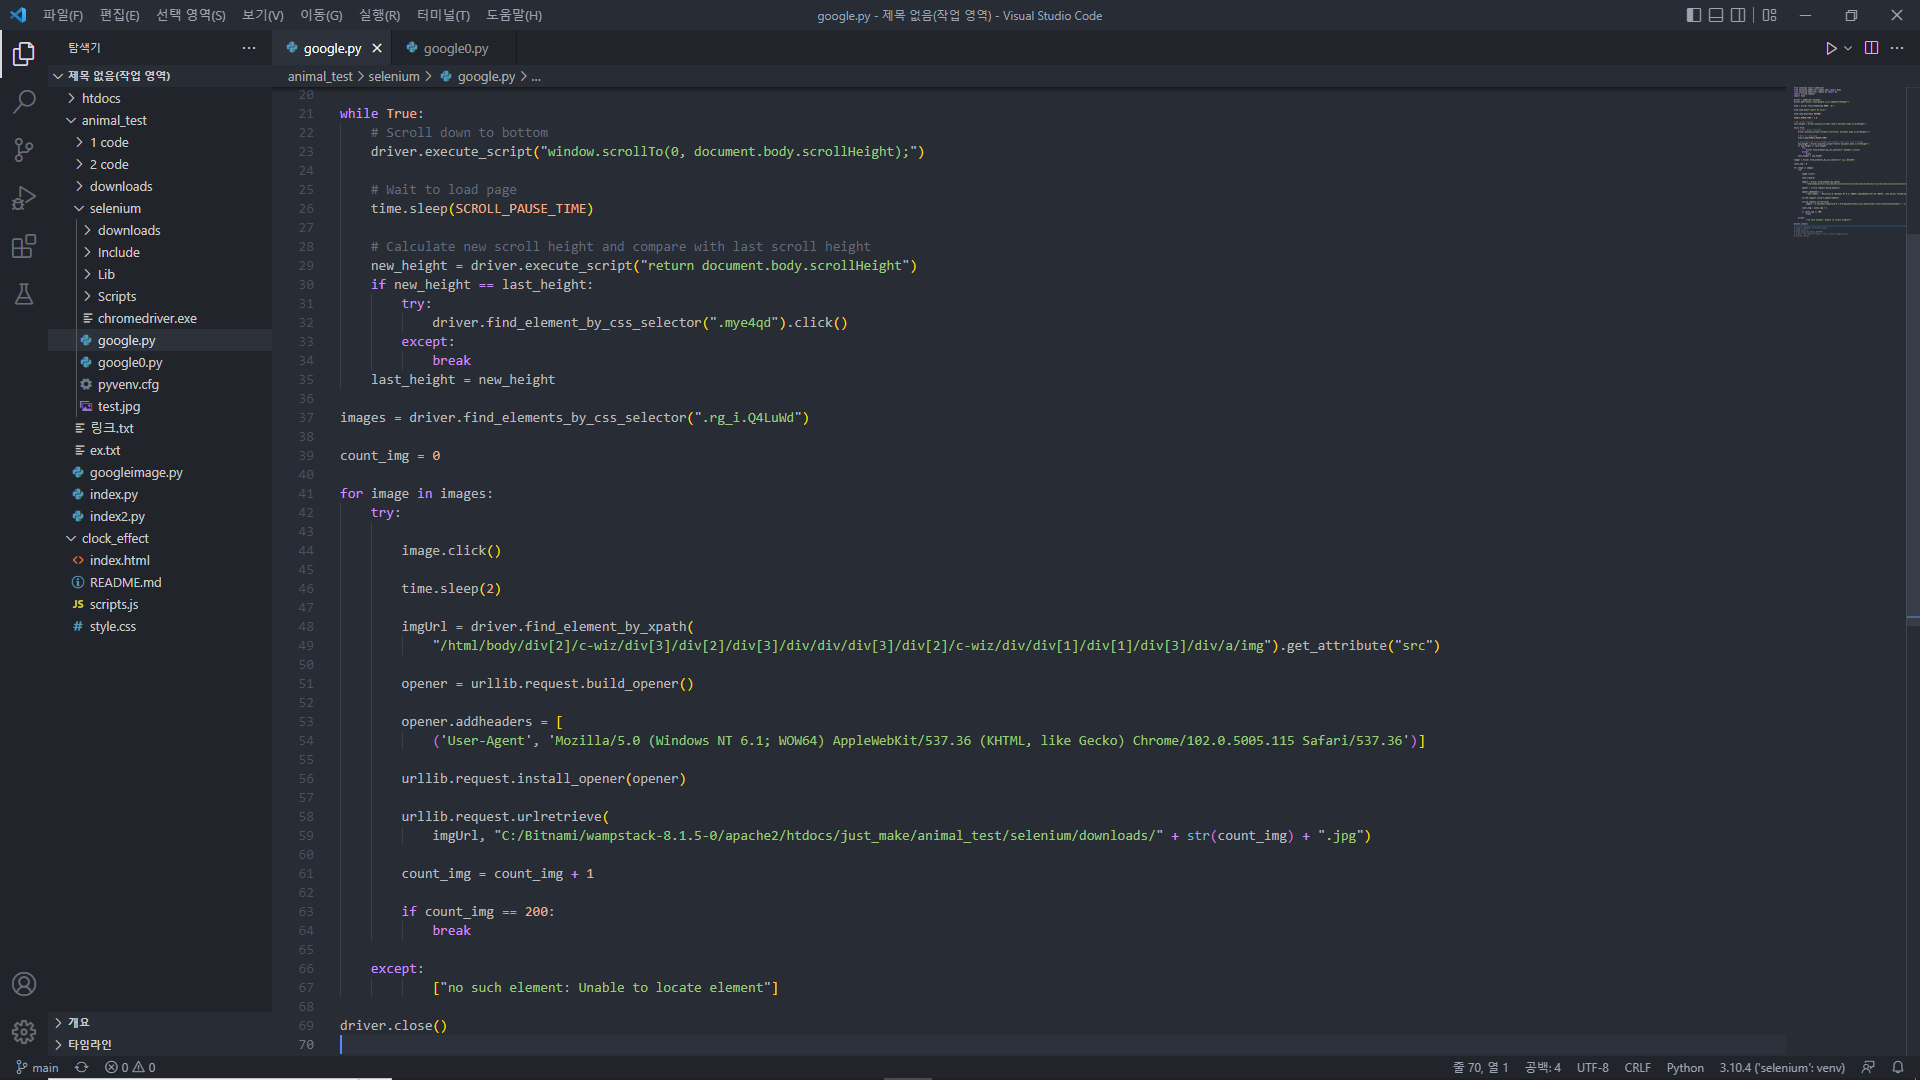 파일(F) 편집(E) 선택 영역(S) 보기(V) 이동(G) 실행(R) 터미널(T) 도움말(H)
google.py - 제목 없음(작업 영역) - Visual Studio Code
탐색기
제목 없음(작업 영역)
htdocs
animal_test
1 code
2 code
downloads
selenium
downloads
Include
Lib
Scripts
chromedriver.exe
google.py
google0.py
pyvenv.cfg
test.jpg
링크.txt
ex.txt
googleimage.py
index.py
index2.py
clock_effect
index.html
README.md
JS scripts.js
# style.css
개요
타임라인
google.py google0.py
animal_test > selenium > google.py > ...
20
21 while True:
22 # Scroll down to bottom
23 driver.execute_script("window.scrollTo(0, document.body.scrollHeight);")
24
25 # Wait to load page
26 time.sleep(SCROLL_PAUSE_TIME)
27
28 # Calculate new scroll height and compare with last scroll height
29 new_height = driver.execute_script("return document.body.scrollHeight")
30 if new_height == last_height:
31 try:
32 driver.find_element_by_css_selector(".mye4qd").click()
33 except:
34 break
35 last_height = new_height
36
37 images = driver.find_elements_by_css_selector(".rg_i.Q4LuWd")
38
39 count_img = 0
40
41 for image in images:
42 try:
43
44 image.click()
45
46 time.sleep(2)
47
48 imgUrl = driver.find_element_by_xpath(
49 "/html/body/div[2]/c-wiz/div[3]/div[2]/div[3]/div/div/div[3]/div[2]/c-wiz/div/div[1]/div[1]/div[3]/div/a/img").get_attribute("src")
50
51 opener = urllib.request.build_opener()
52
53 opener.addheaders = [
54 ('User-Agent', 'Mozilla/5.0 (Windows NT 6.1; WOW64) AppleWebKit/537.36 (KHTML, like Gecko) Chrome/102.0.5005.115 Safari/537.36')]
55
56 urllib.request.install_opener(opener)
57
58 urllib.request.urlretrieve(
59 imgUrl, "C:/Bitnami/wampstack-8.1.5-0/apache2/htdocs/just_make/animal_test/selenium/downloads/" + str(count_img) + ".jpg")
60
61 count_img = count_img + 1
62
63 if count_img == 200:
64 break
65
66 except:
67 ["no such element: Unable to locate element"]
68
69 driver.close()
70
main 0 0 줄 70, 열 1 공백: 4 UTF-8 CRLF Python 3.10.4 ('selenium': venv)